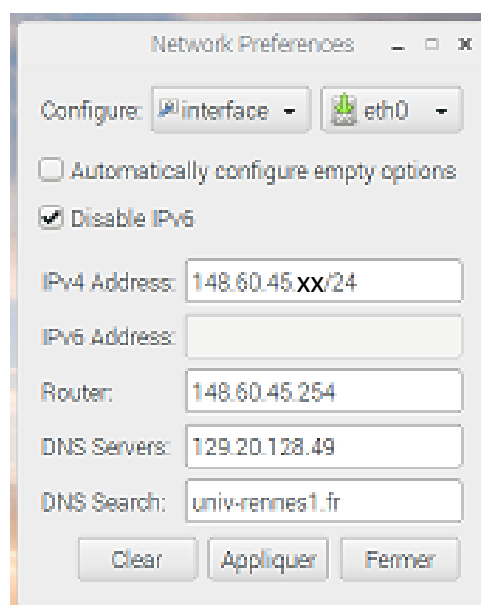 Network Preferences
Configure: interface eth0
Automatically configure empty options
Disable IPv6
IPv4 Address: 148.60.45.xx/24
IPv6 Address:
Router: 148.60.45.254
DNS Servers: 129.20.128.49
DNS Search: univ-rennes1.fr
Clear Appliquer Fermer